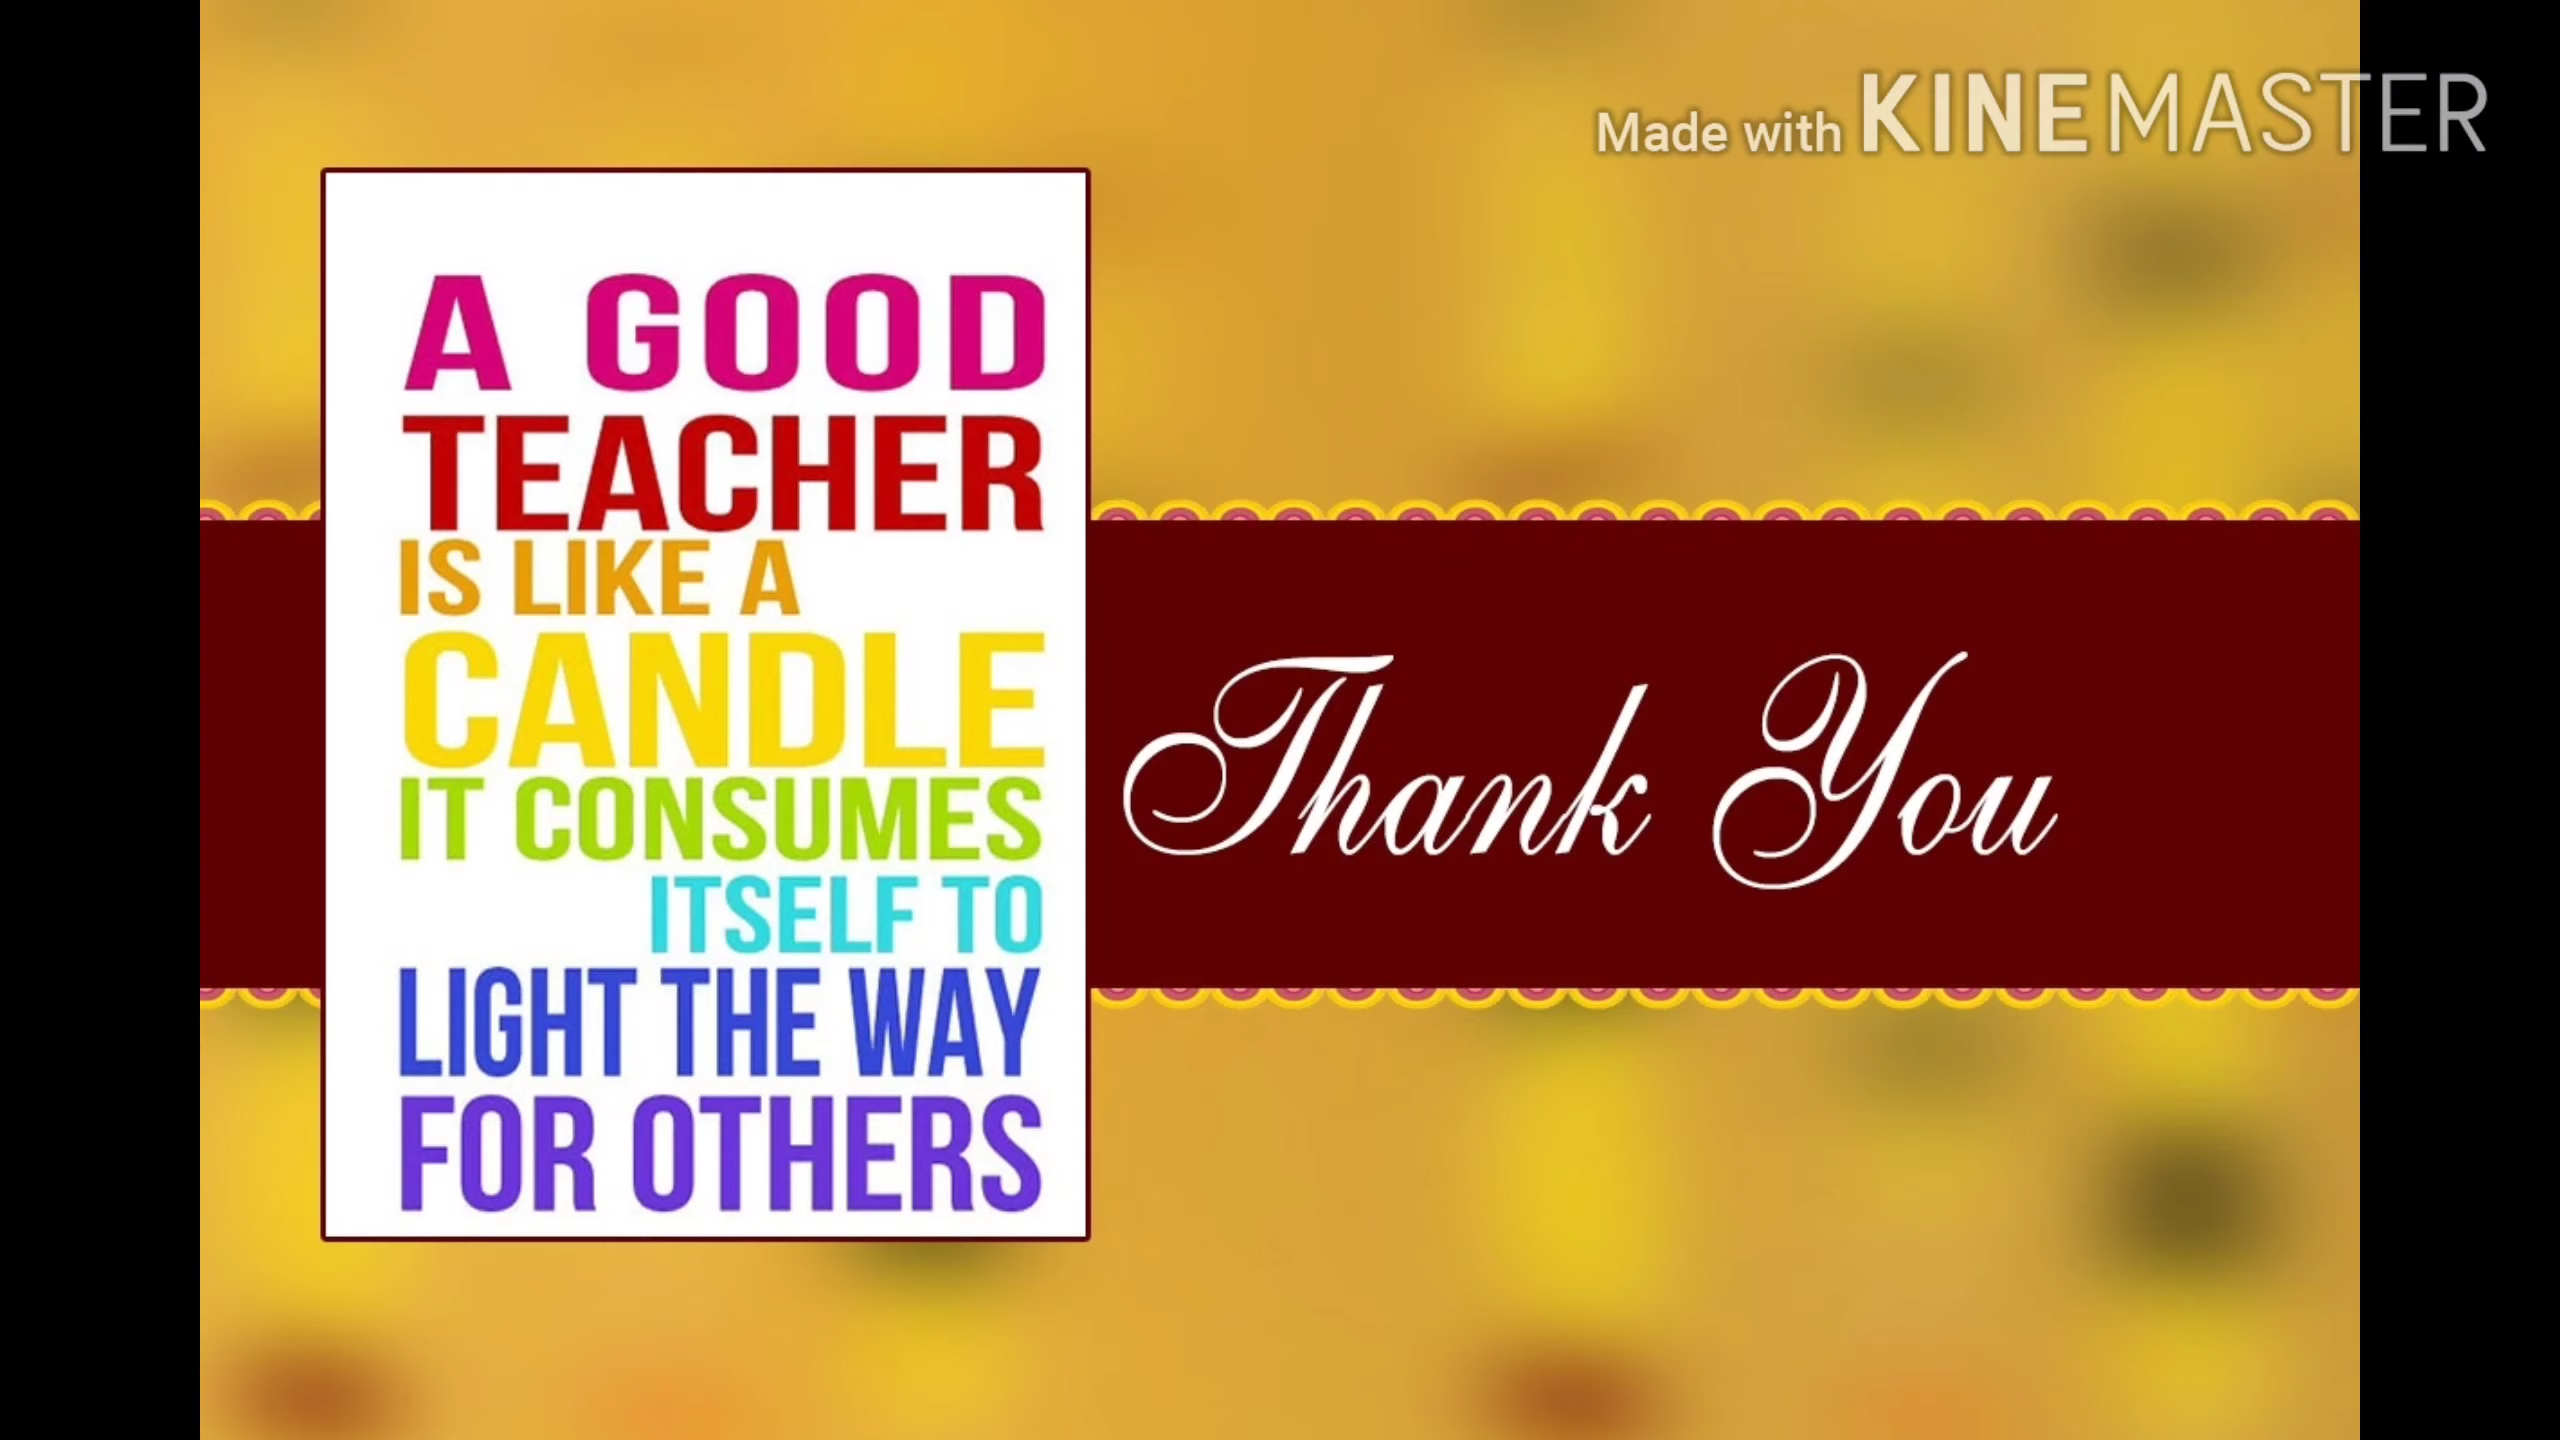 Made with KINEMASTER
A GOOD
TEACHER
IS LIKE A
CANDLE
IT CONSUMES
ITSELF TO
LIGHT THE WAY
FOR OTHERS
Thank You